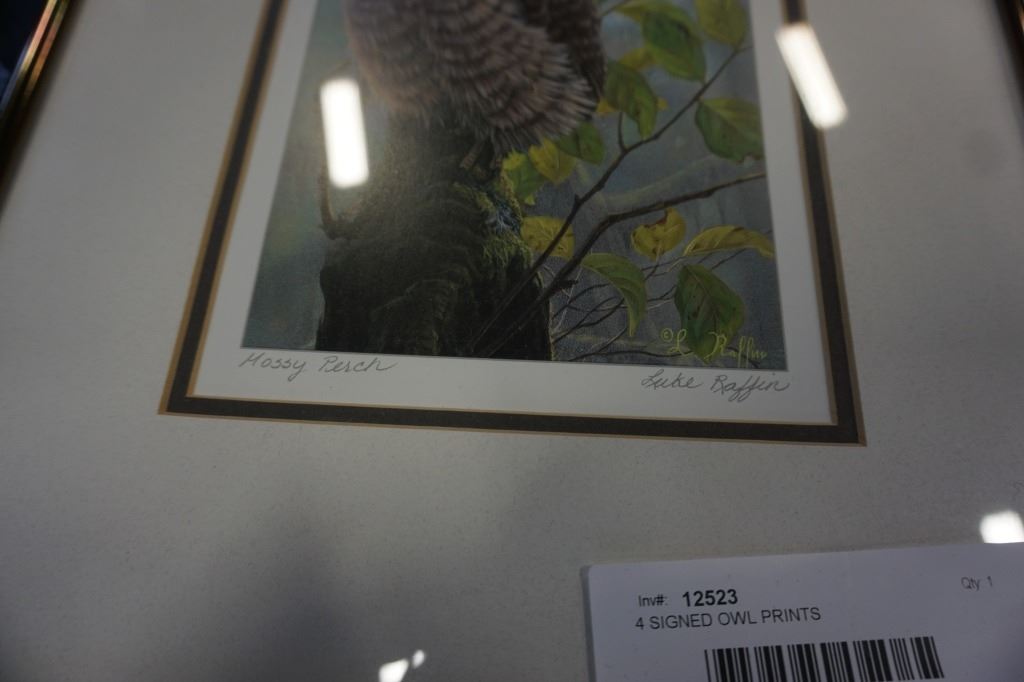 © L Raffin
Mossy Perch
Luke Raffin
Inv#: 12523
Qty 1
4 SIGNED OWL PRINTS